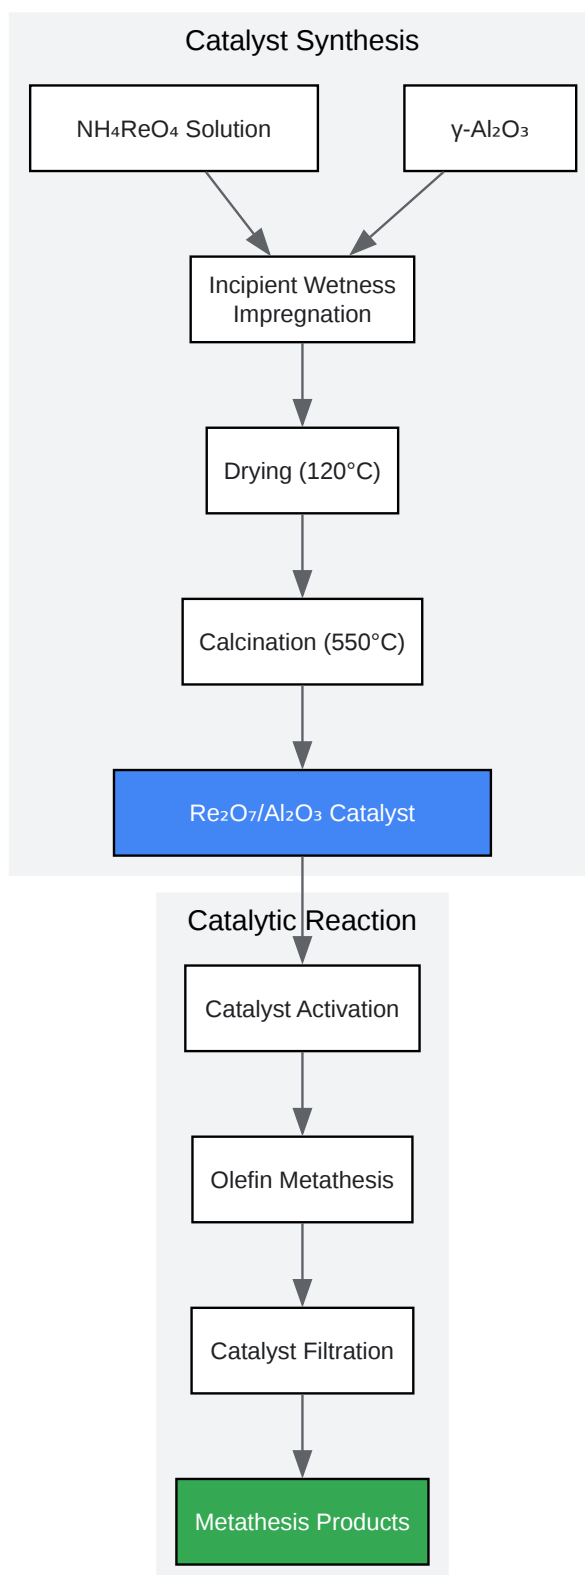 Catalyst Synthesis
NH₄ReO₄ Solution
γ-Al₂O₃
Incipient Wetness
Impregnation
Drying (120°C)
Calcination (550°C)
Re₂O₇/Al₂O₃ Catalyst
Catalytic Reaction
Catalyst Activation
Olefin Metathesis
Catalyst Filtration
Metathesis Products